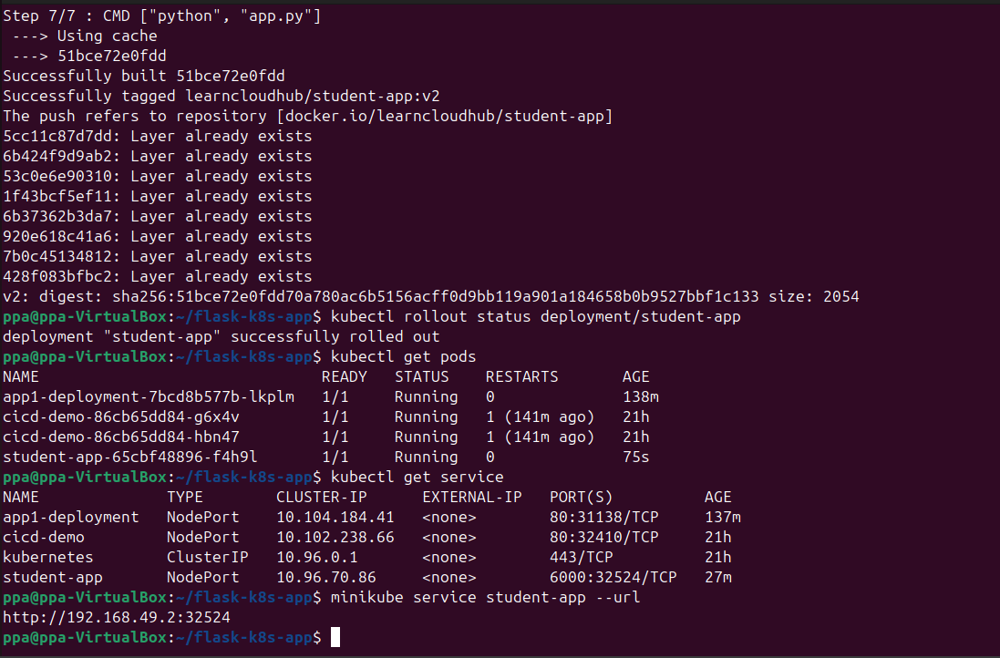 Step 7/7 : CMD ["python", "app.py"]
 ---> Using cache
 ---> 51bce72e0fdd
Successfully built 51bce72e0fdd
Successfully tagged learncloudhub/student-app:v2
The push refers to repository [docker.io/learncloudhub/student-app]
5cc11c87d7dd: Layer already exists
6b424f9d9ab2: Layer already exists
53c0e6e90310: Layer already exists
1f43bcf5ef11: Layer already exists
6b37362b3da7: Layer already exists
920e618c41a6: Layer already exists
7b0c45134812: Layer already exists
428f083bfbc2: Layer already exists
v2: digest: sha256:51bce72e0fdd70a780ac6b5156acff0d9bb119a901a184658b0b9527bbf1c133 size: 2054
ppa@ppa-VirtualBox:~/flask-k8s-app$ kubectl rollout status deployment/student-app
deployment "student-app" successfully rolled out
ppa@ppa-VirtualBox:~/flask-k8s-app$ kubectl get pods
NAME                               READY   STATUS    RESTARTS       AGE
app1-deployment-7bcd8b577b-lkplm   1/1     Running   0              138m
cicd-demo-86cb65dd84-g6x4v         1/1     Running   1 (141m ago)   21h
cicd-demo-86cb65dd84-hbn47         1/1     Running   1 (141m ago)   21h
student-app-65cbf48896-f4h9l       1/1     Running   0              75s
ppa@ppa-VirtualBox:~/flask-k8s-app$ kubectl get service
NAME              TYPE        CLUSTER-IP      EXTERNAL-IP   PORT(S)          AGE
app1-deployment   NodePort    10.104.184.41   <none>        80:31138/TCP     137m
cicd-demo         NodePort    10.102.238.66   <none>        80:32410/TCP     21h
kubernetes        ClusterIP   10.96.0.1       <none>        443/TCP          21h
student-app       NodePort    10.96.70.86     <none>        6000:32524/TCP   27m
ppa@ppa-VirtualBox:~/flask-k8s-app$ minikube service student-app --url
http://192.168.49.2:32524
ppa@ppa-VirtualBox:~/flask-k8s-app$